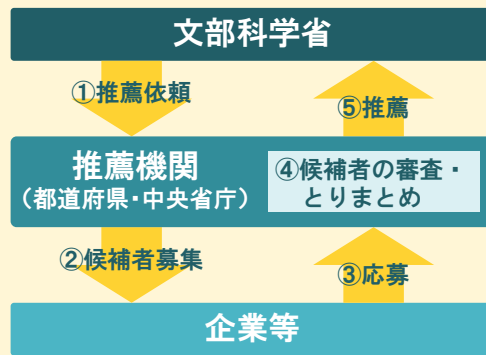 文部科学省
①推薦依頼
⑤推薦
推薦機関
（都道府県・中央省庁）
④候補者の審査・
とりまとめ
②候補者募集
③応募
企業等